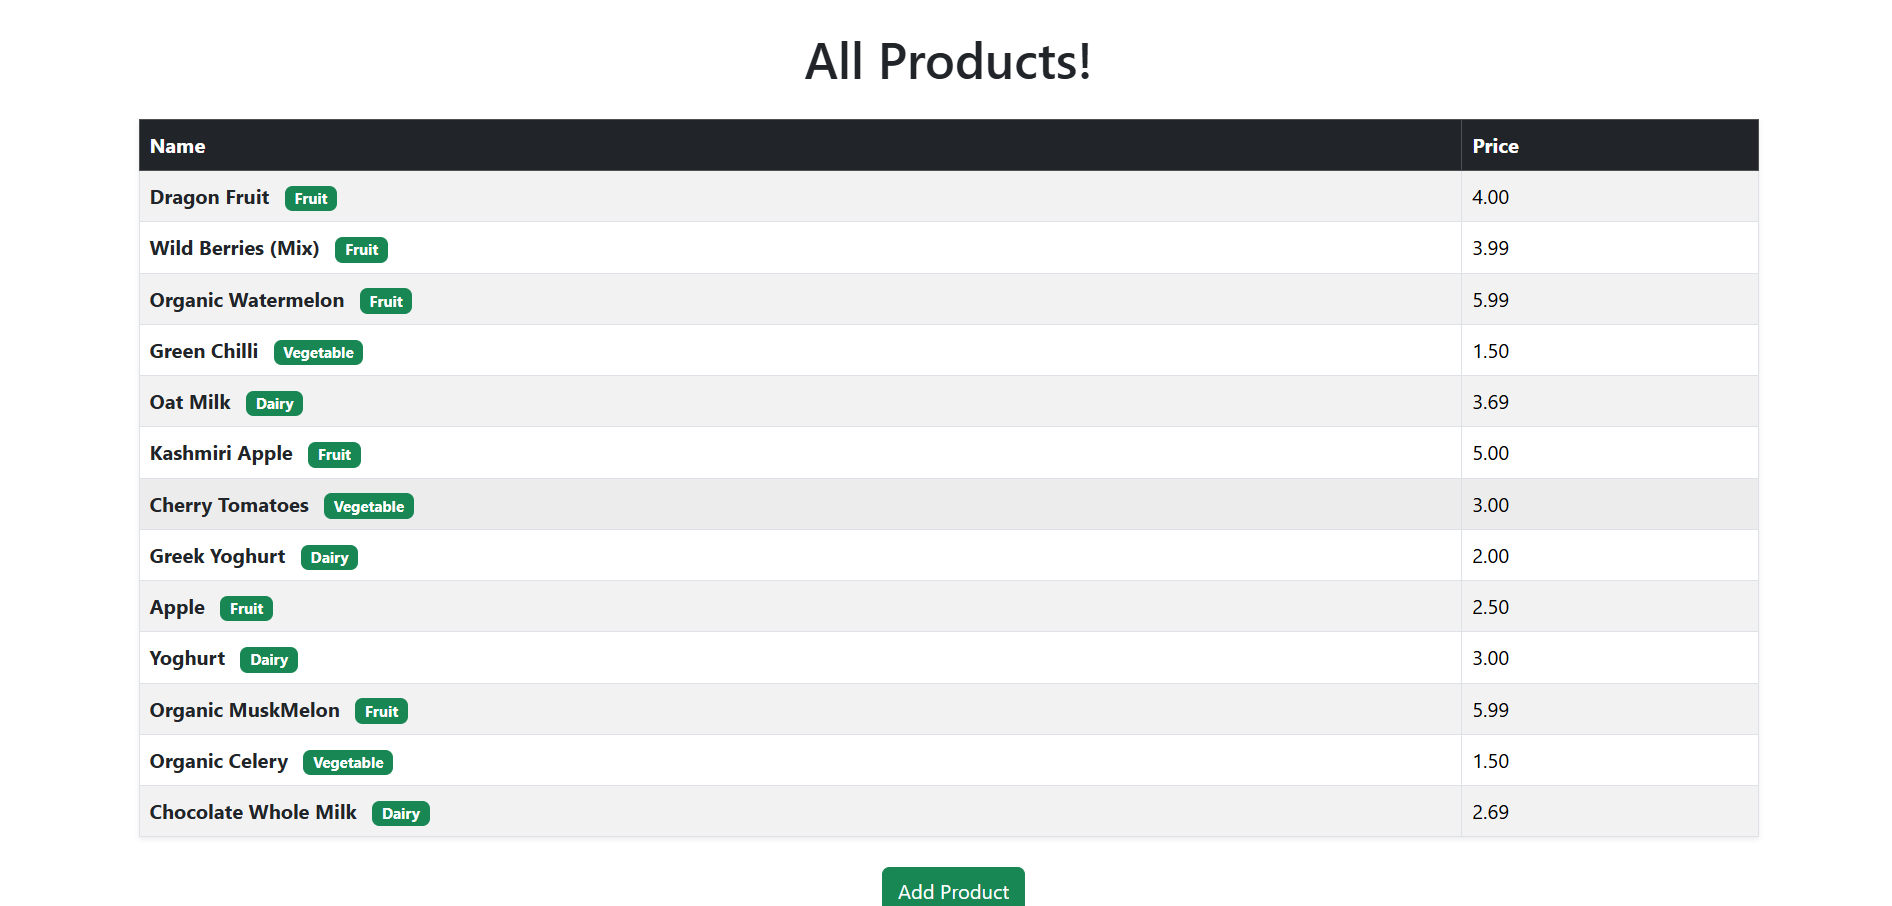 All Products!
Name Price
Dragon Fruit Fruit 4.00
Wild Berries (Mix) Fruit 3.99
Organic Watermelon Fruit 5.99
Green Chilli Vegetable 1.50
Oat Milk Dairy 3.69
Kashmiri Apple Fruit 5.00
Cherry Tomatoes Vegetable 3.00
Greek Yoghurt Dairy 2.00
Apple Fruit 2.50
Yoghurt Dairy 3.00
Organic MuskMelon Fruit 5.99
Organic Celery Vegetable 1.50
Chocolate Whole Milk Dairy 2.69
Add Product